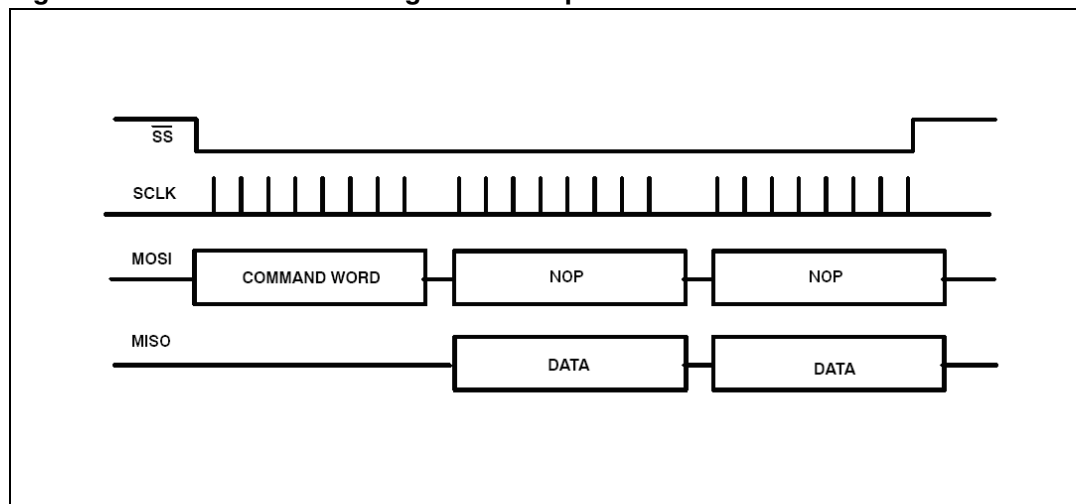 SS
SCLK
MOSI
COMMAND WORD
NOP
NOP
MISO
DATA
DATA